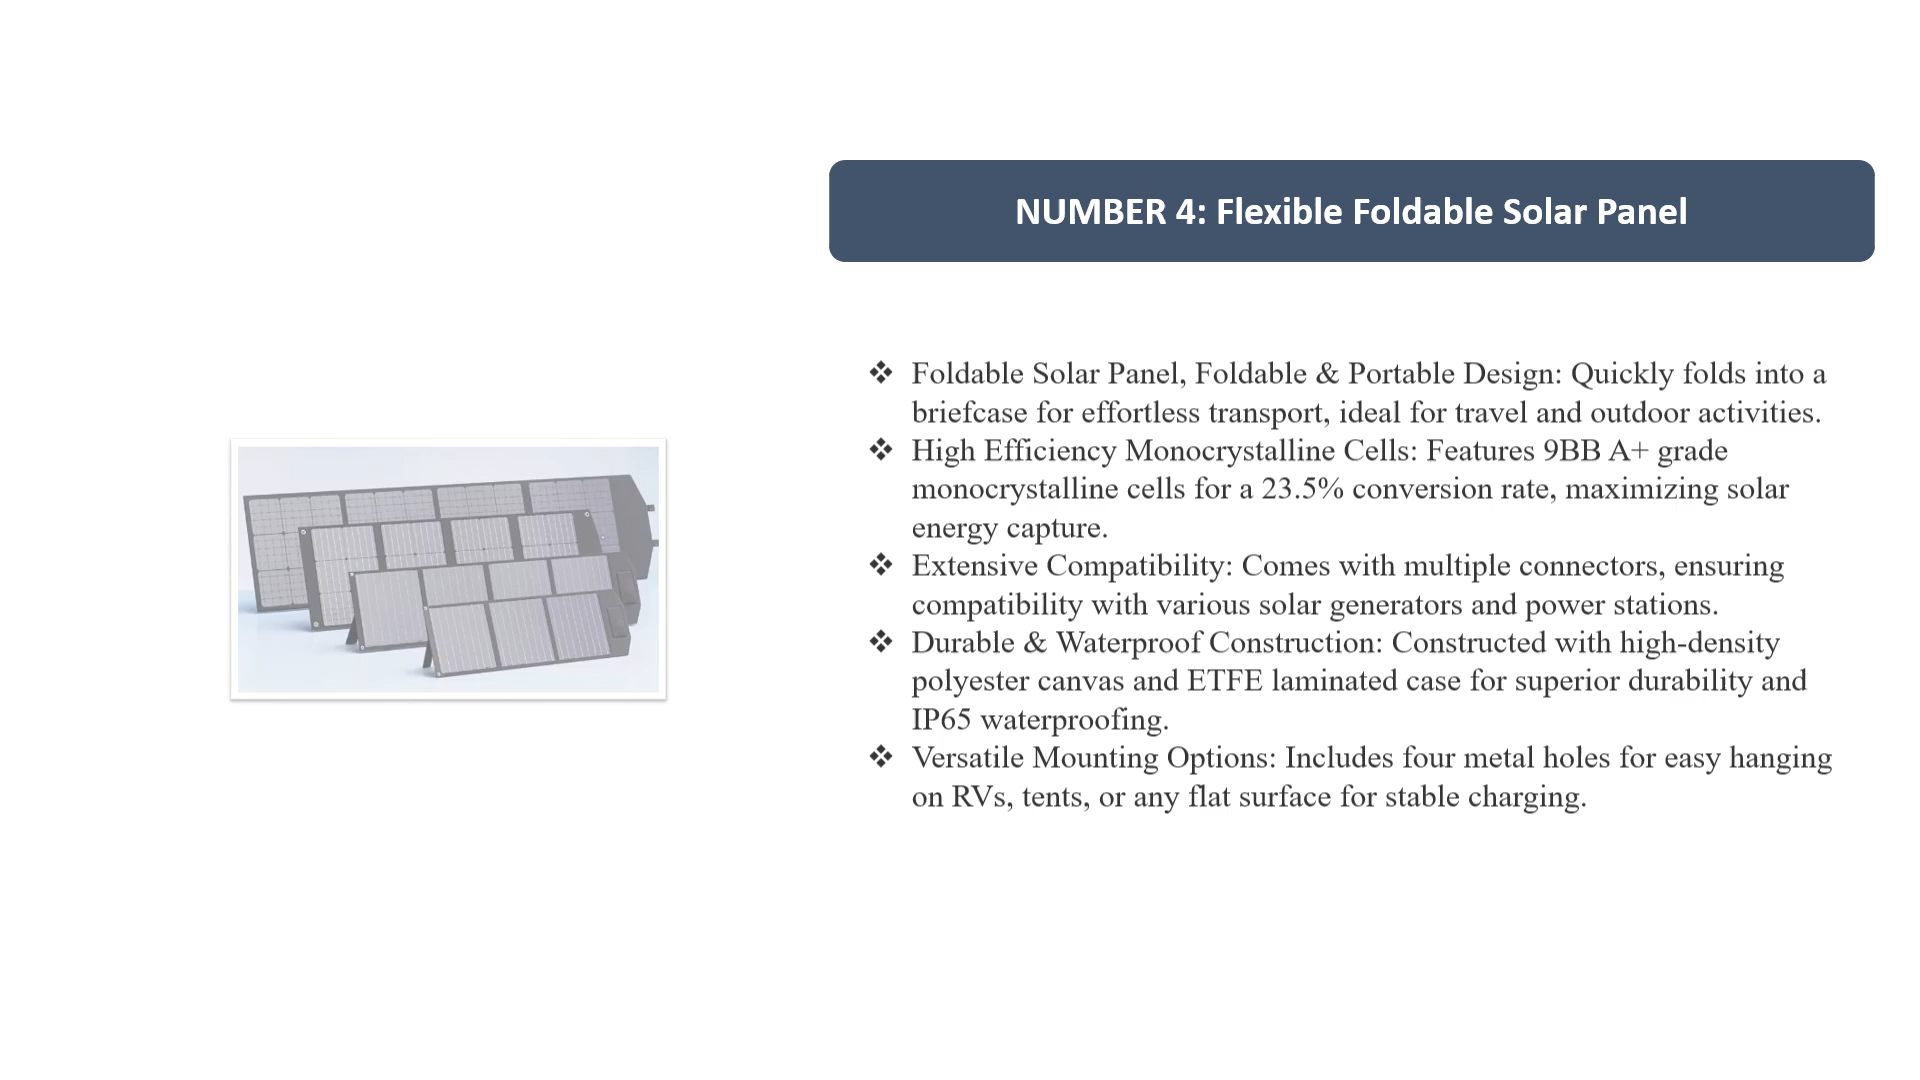 NUMBER 4: Flexible Foldable Solar Panel
❖ Foldable Solar Panel, Foldable & Portable Design: Quickly folds into a
briefcase for effortless transport, ideal for travel and outdoor activities.
❖ High Efficiency Monocrystalline Cells: Features 9BB A+ grade
monocrystalline cells for a 23.5% conversion rate, maximizing solar
energy capture.
❖ Extensive Compatibility: Comes with multiple connectors, ensuring
compatibility with various solar generators and power stations.
❖ Durable & Waterproof Construction: Constructed with high-density
polyester canvas and ETFE laminated case for superior durability and
IP65 waterproofing.
❖ Versatile Mounting Options: Includes four metal holes for easy hanging
on RVs, tents, or any flat surface for stable charging.